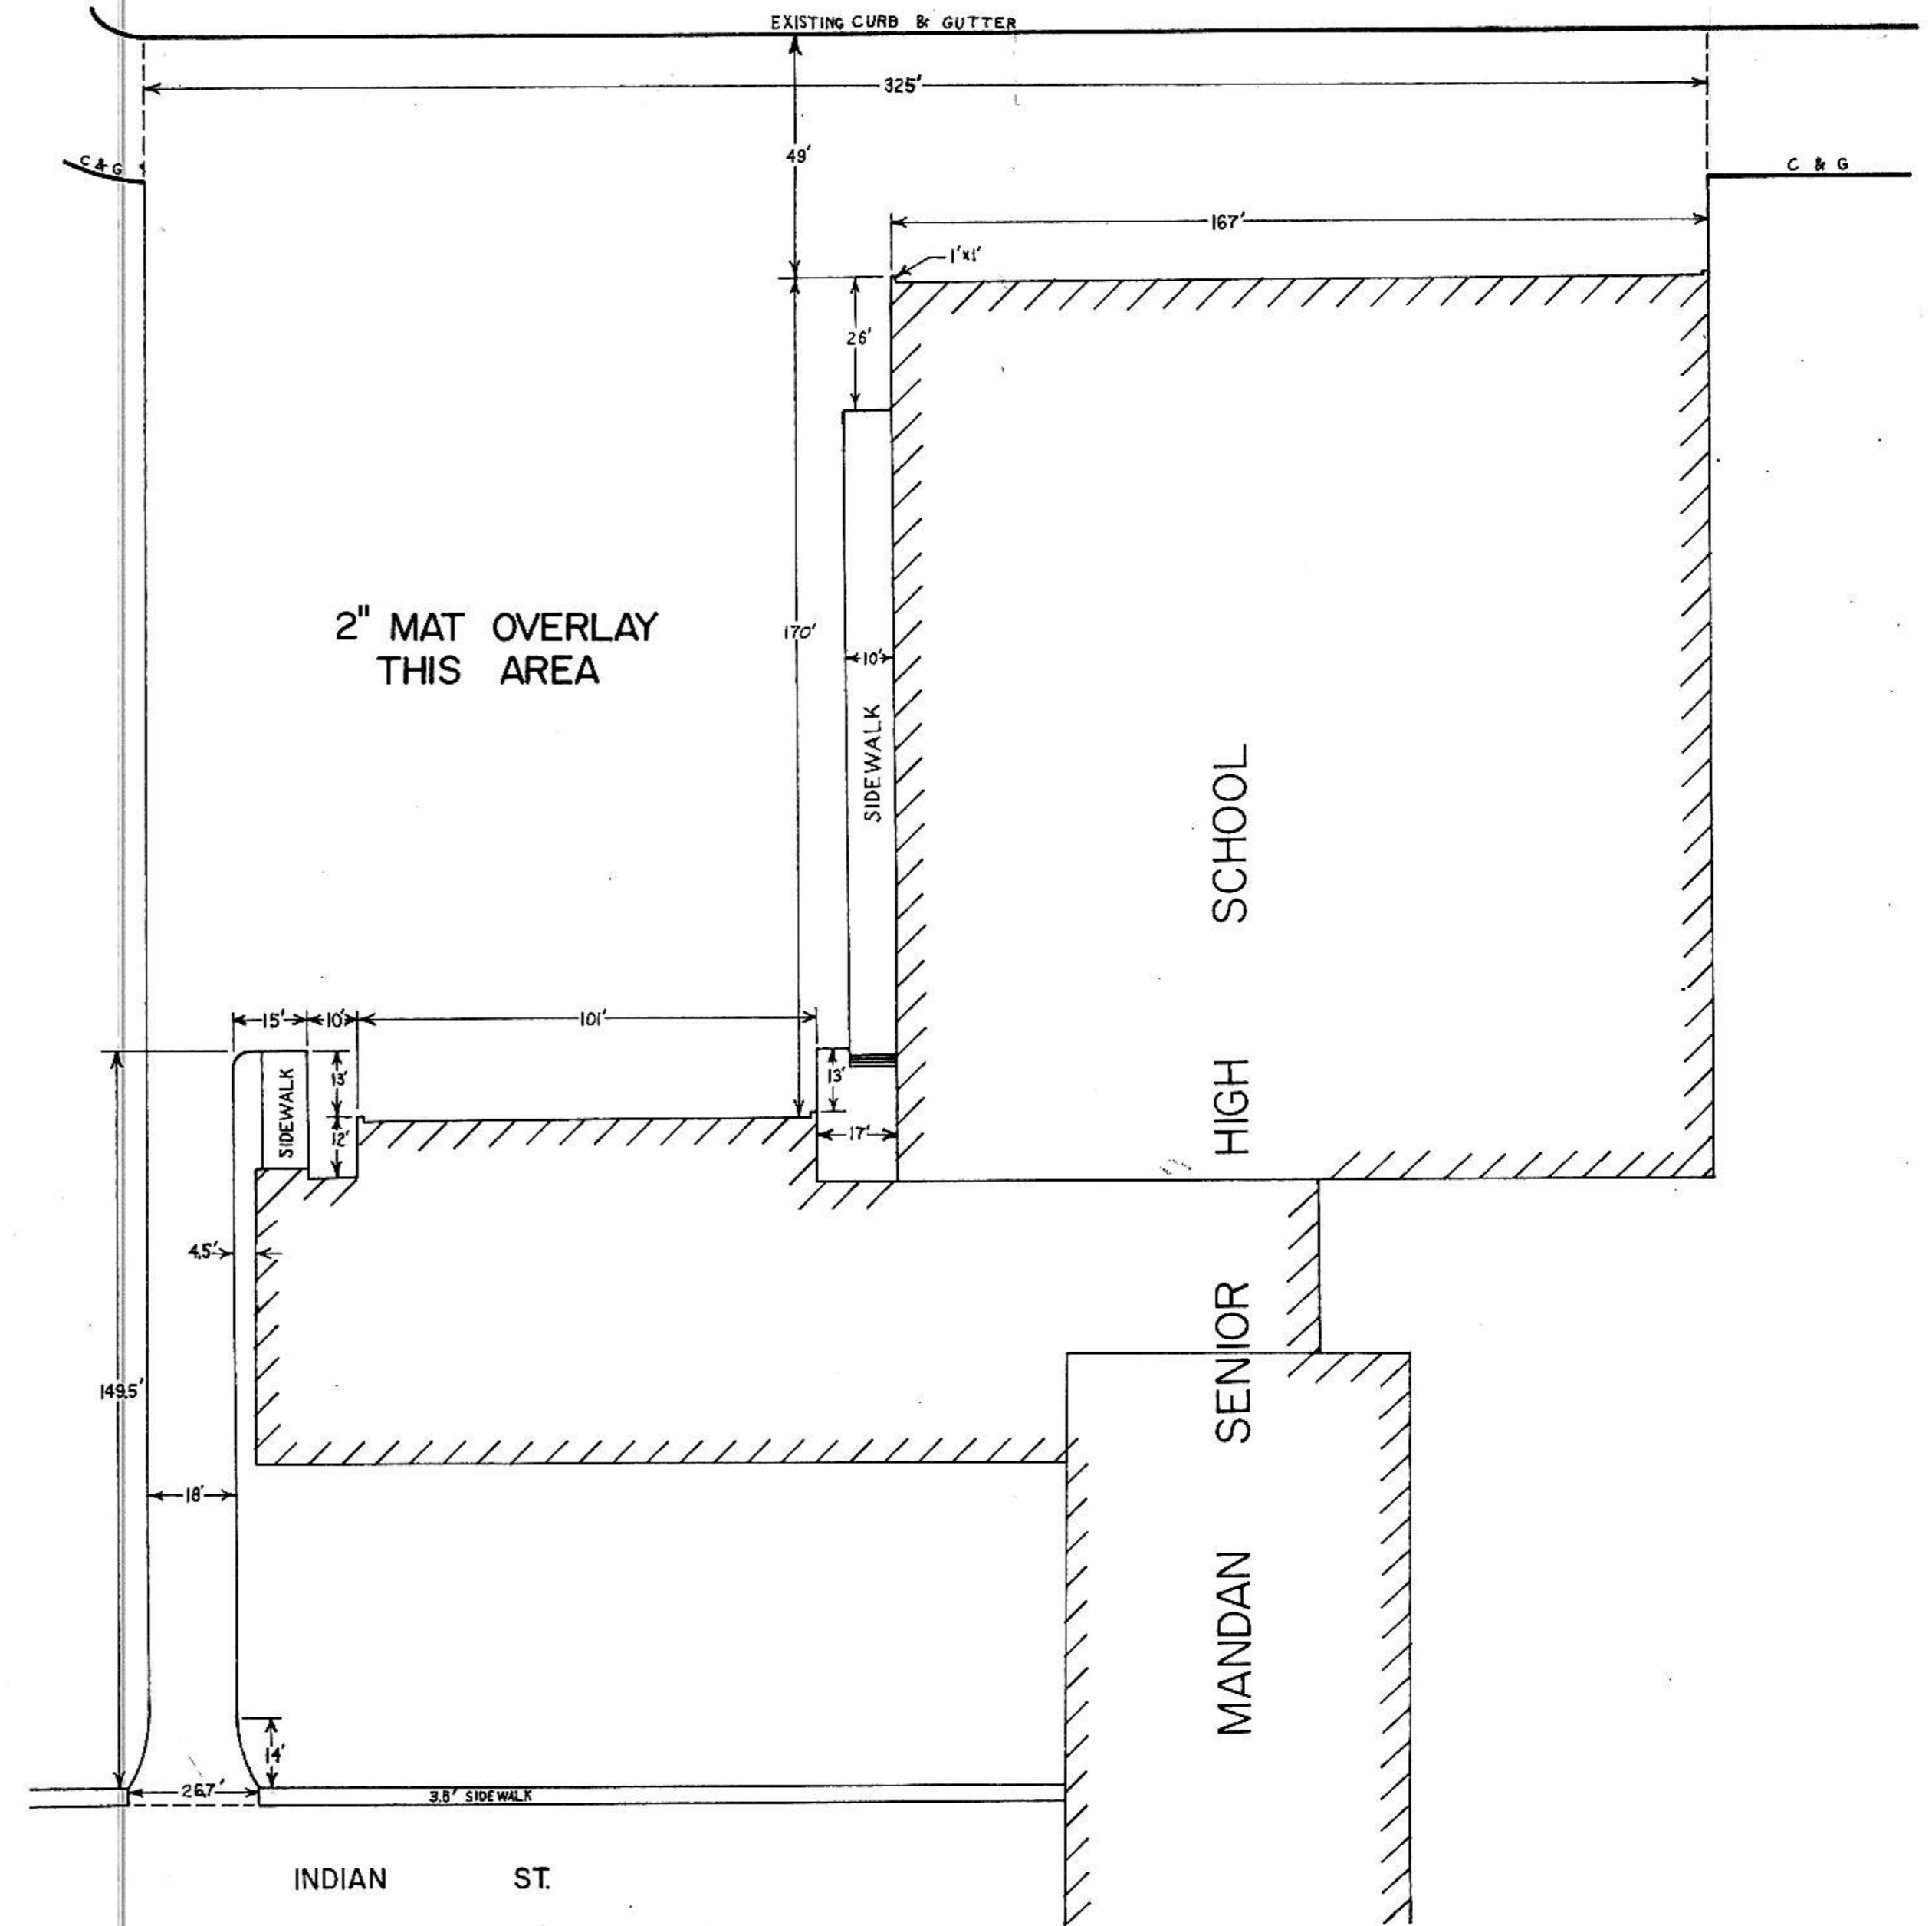 EXISTING CURB & GUTTER
325'
49'
C & G
C & G
167'
1'x1'
26'
2" MAT OVERLAY
THIS AREA
170'
10'
SIDEWALK
15'
10'
101'
13'
13'
SIDEWALK
12'
17'
4.5'
149.5'
18'
14'
26.7'
3.8' SIDEWALK
MANDAN SENIOR HIGH SCHOOL
INDIAN ST.